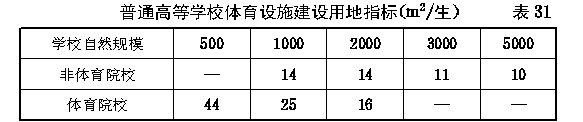 普通高等学校体育设施建设用地指标(m²/生) 表 31
学校自然规模 500 1000 2000 3000 5000
非体育院校 — 14 14 11 10
体育院校 44 25 16 — —